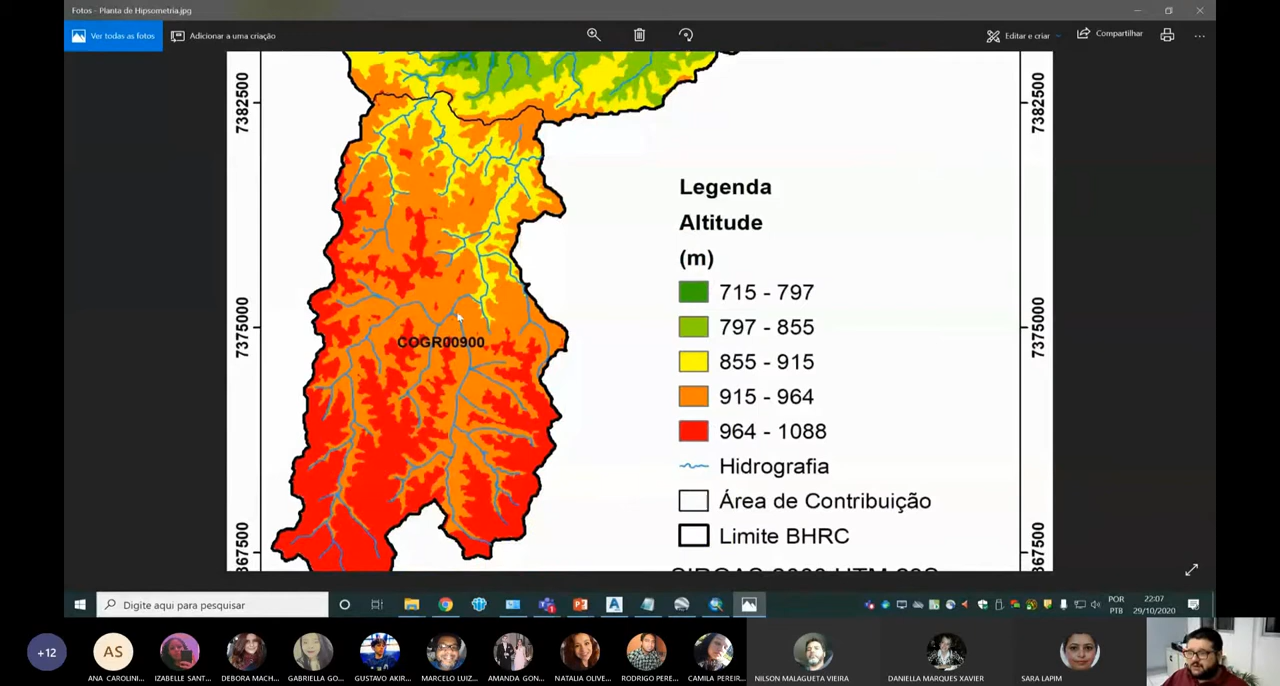 Fotos - Planta de Hipsometria.jpg
Ver todas as fotos
Adicionar a uma criação
Editar e criar
Compartilhar
7382500
7382500
Legenda
Altitude
(m)
715 - 797
797 - 855
855 - 915
915 - 964
964 - 1088
Hidrografia
Área de Contribuição
Limite BHRC
7375000
7375000
COGR00900
367500
367500
Digite aqui para pesquisar
POR
PTB
22:07
29/10/2020
+12
AS
ANA CAROLINI...
IZABELLE SANT...
DEBORA MACH...
GABRIELLA GO...
GUSTAVO AKIR...
MARCELO LUIZ...
AMANDA GON...
NATALIA OLIVE...
RODRIGO PERE...
CAMILA PEREIR...
NILSON MALAGUETA VIEIRA
DANIELLA MARQUES XAVIER
SARA LAPIM